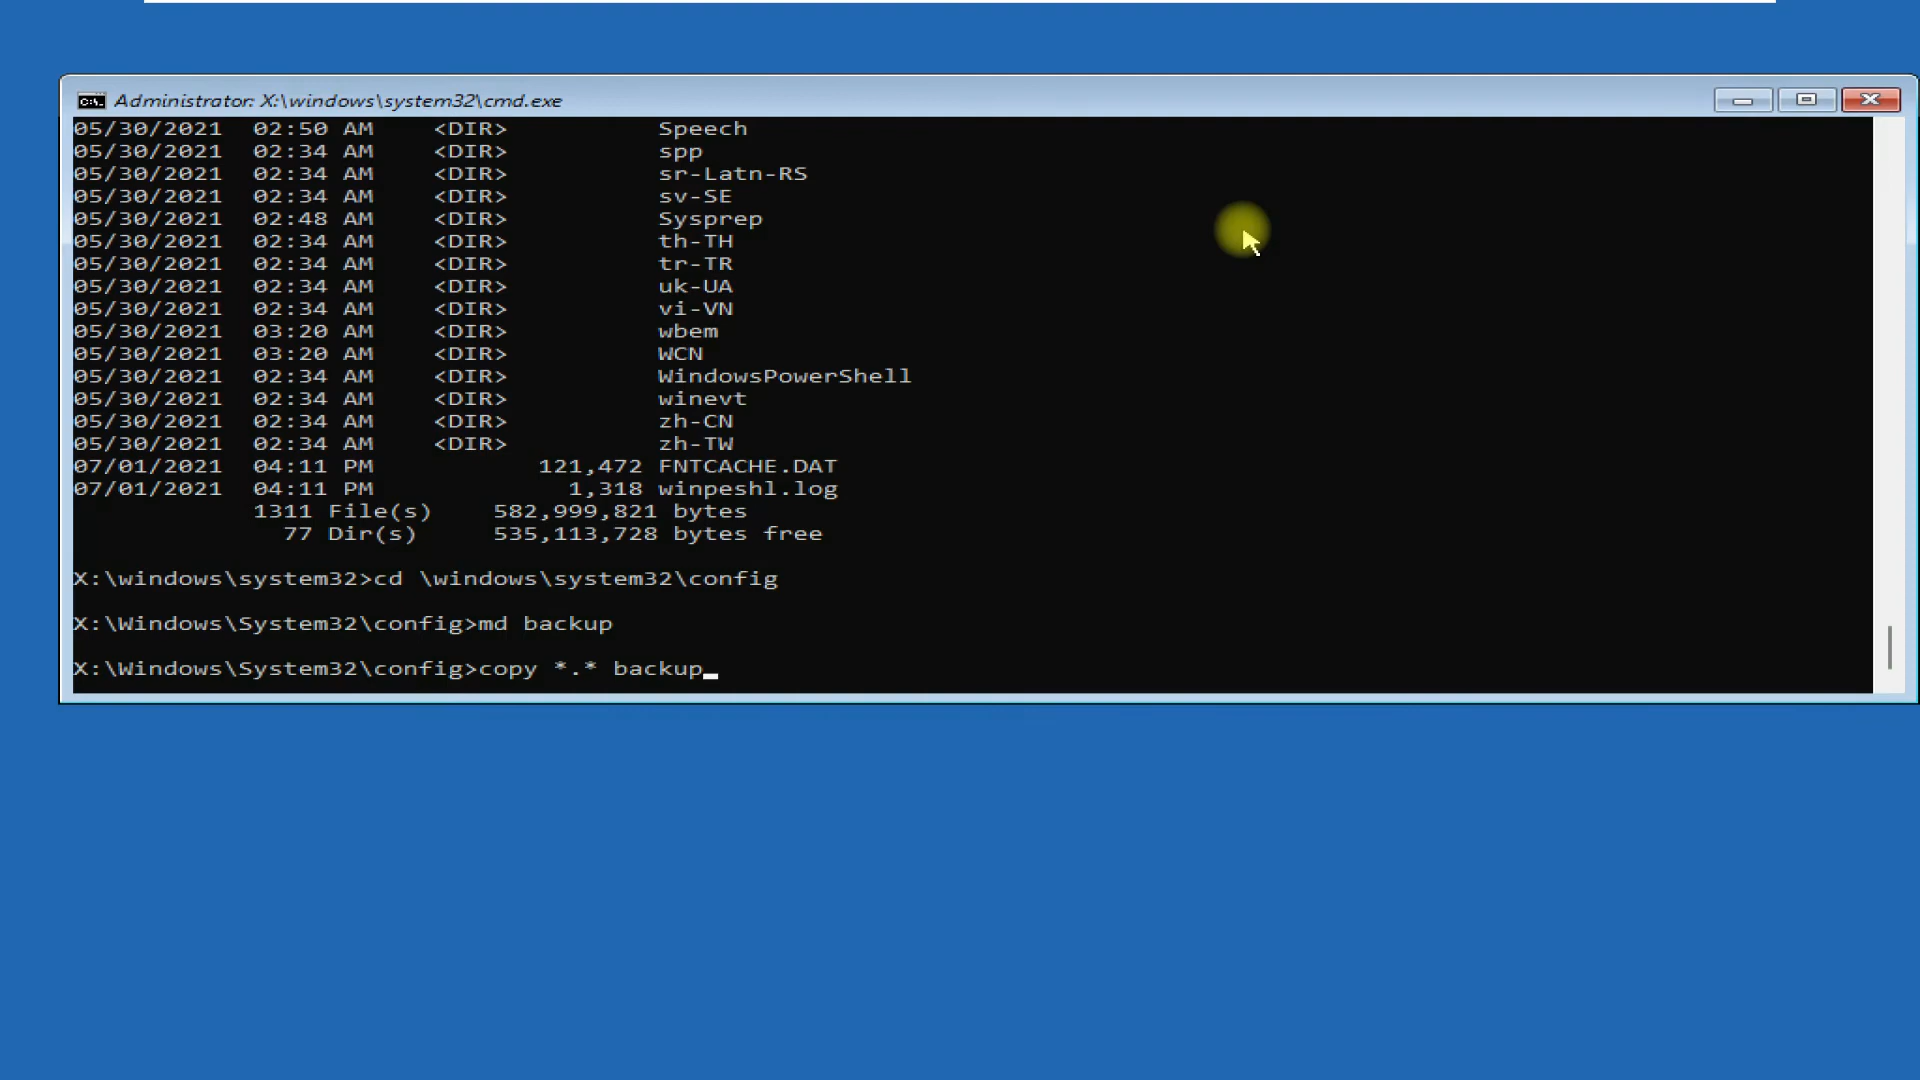 Administrator: X:\windows\system32\cmd.exe
05/30/2021 02:50 AM <DIR> Speech
05/30/2021 02:34 AM <DIR> spp
05/30/2021 02:34 AM <DIR> sr-Latn-RS
05/30/2021 02:34 AM <DIR> sv-SE
05/30/2021 02:48 AM <DIR> Sysprep
05/30/2021 02:34 AM <DIR> th-TH
05/30/2021 02:34 AM <DIR> tr-TR
05/30/2021 02:34 AM <DIR> uk-UA
05/30/2021 02:34 AM <DIR> vi-VN
05/30/2021 03:20 AM <DIR> wbem
05/30/2021 03:20 AM <DIR> WCN
05/30/2021 02:34 AM <DIR> WindowsPowerShell
05/30/2021 02:34 AM <DIR> winevt
05/30/2021 02:34 AM <DIR> zh-CN
05/30/2021 02:34 AM <DIR> zh-TW
07/01/2021 04:11 PM 121,472 FNTCACHE.DAT
07/01/2021 04:11 PM 1,318 winpeshl.log
1311 File(s) 582,999,821 bytes
77 Dir(s) 535,113,728 bytes free
X:\windows\system32>cd \windows\system32\config
X:\Windows\System32\config>md backup
X:\Windows\System32\config>copy *.* backup